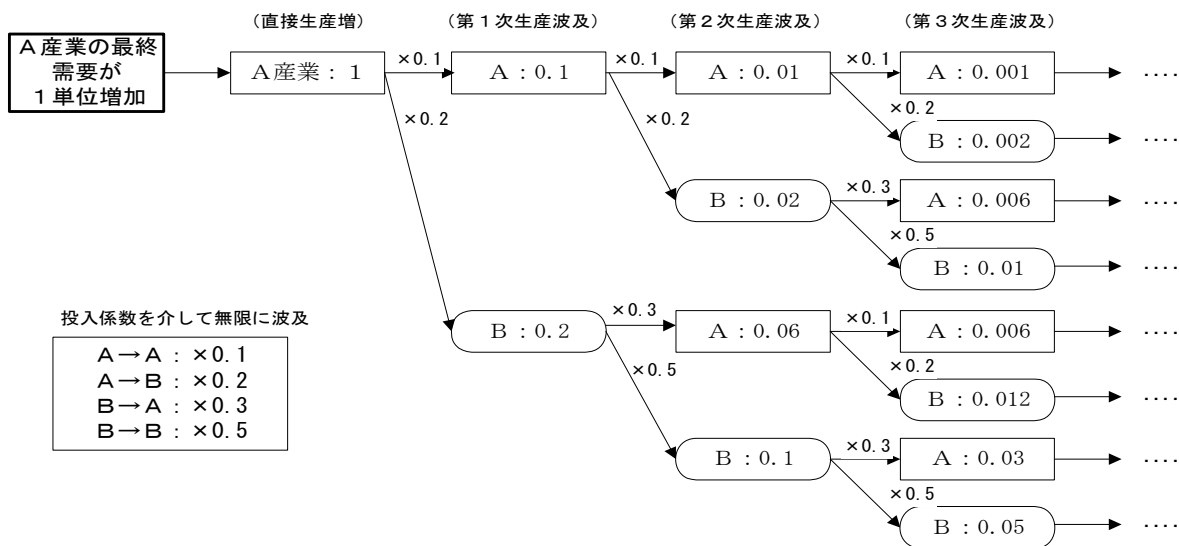 （直接生産増） （第１次生産波及） （第２次生産波及） （第３次生産波及）
Ａ産業の最終
需要が
１単位増加
Ａ産業：１
×0.1
Ａ：0.1
×0.1
Ａ：0.01
×0.1
Ａ：0.001
‥‥
×0.2
Ｂ：0.002
‥‥
×0.2
×0.2
Ｂ：0.02
×0.3
Ａ：0.006
‥‥
×0.5
Ｂ：0.01
‥‥
Ｂ：0.2
×0.3
Ａ：0.06
×0.1
Ａ：0.006
‥‥
×0.2
Ｂ：0.012
‥‥
×0.5
Ｂ：0.1
×0.3
Ａ：0.03
‥‥
×0.5
Ｂ：0.05
‥‥
投入係数を介して無限に波及
Ａ→Ａ：×0.1
Ａ→Ｂ：×0.2
Ｂ→Ａ：×0.3
Ｂ→Ｂ：×0.5